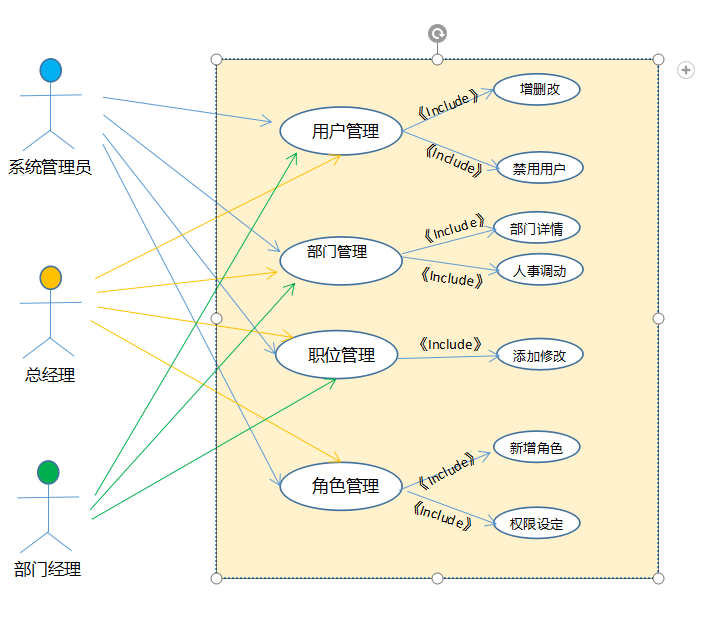 系统管理员
总经理
部门经理
用户管理
《Include》
增删改
《Include》
禁用用户
部门管理
《Include》
部门详情
《Include》
人事调动
职位管理
《Include》
添加修改
角色管理
《Include》
新增角色
《Include》
权限设定